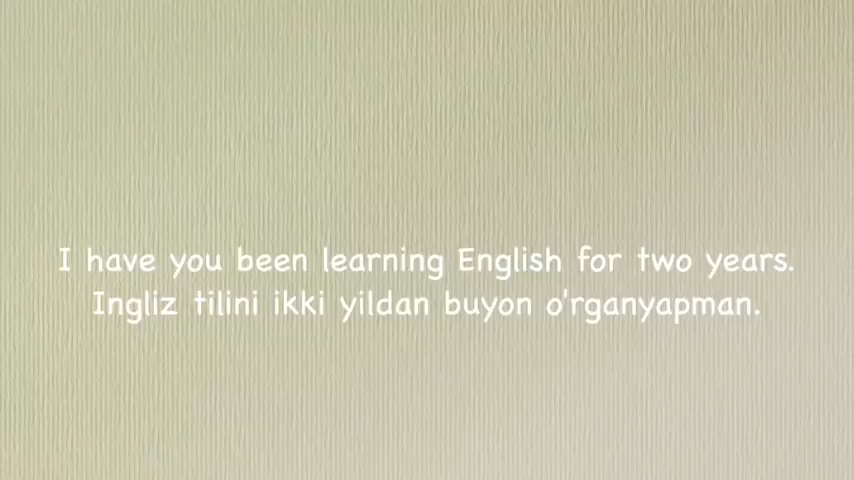 I have you been learning English for two years.
Ingliz tilini ikki yildan buyon o'rganyapman.